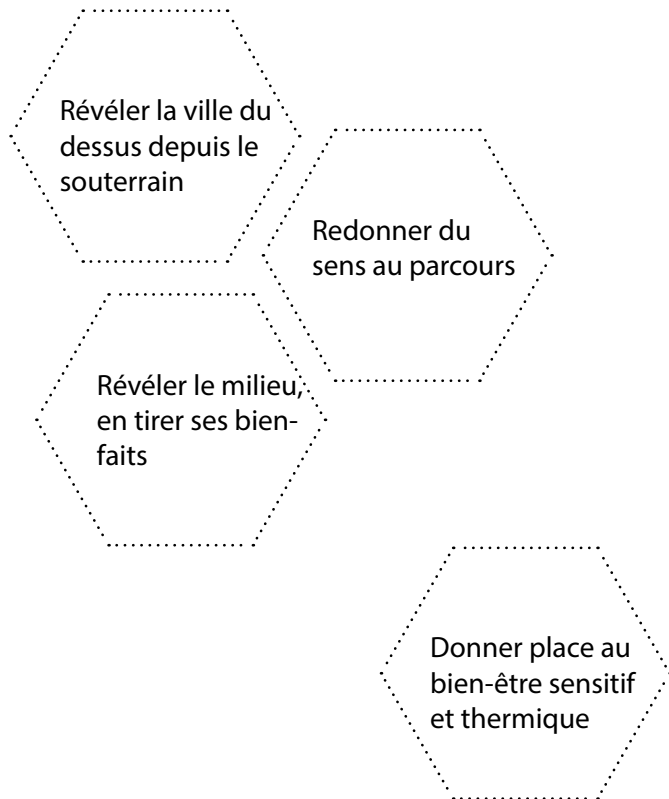 Révéler la ville du
dessus depuis le
souterrain
Redonner du
sens au parcours
Révéler le milieu,
en tirer ses bien-
faits
Donner place au
bien-être sensitif
et thermique